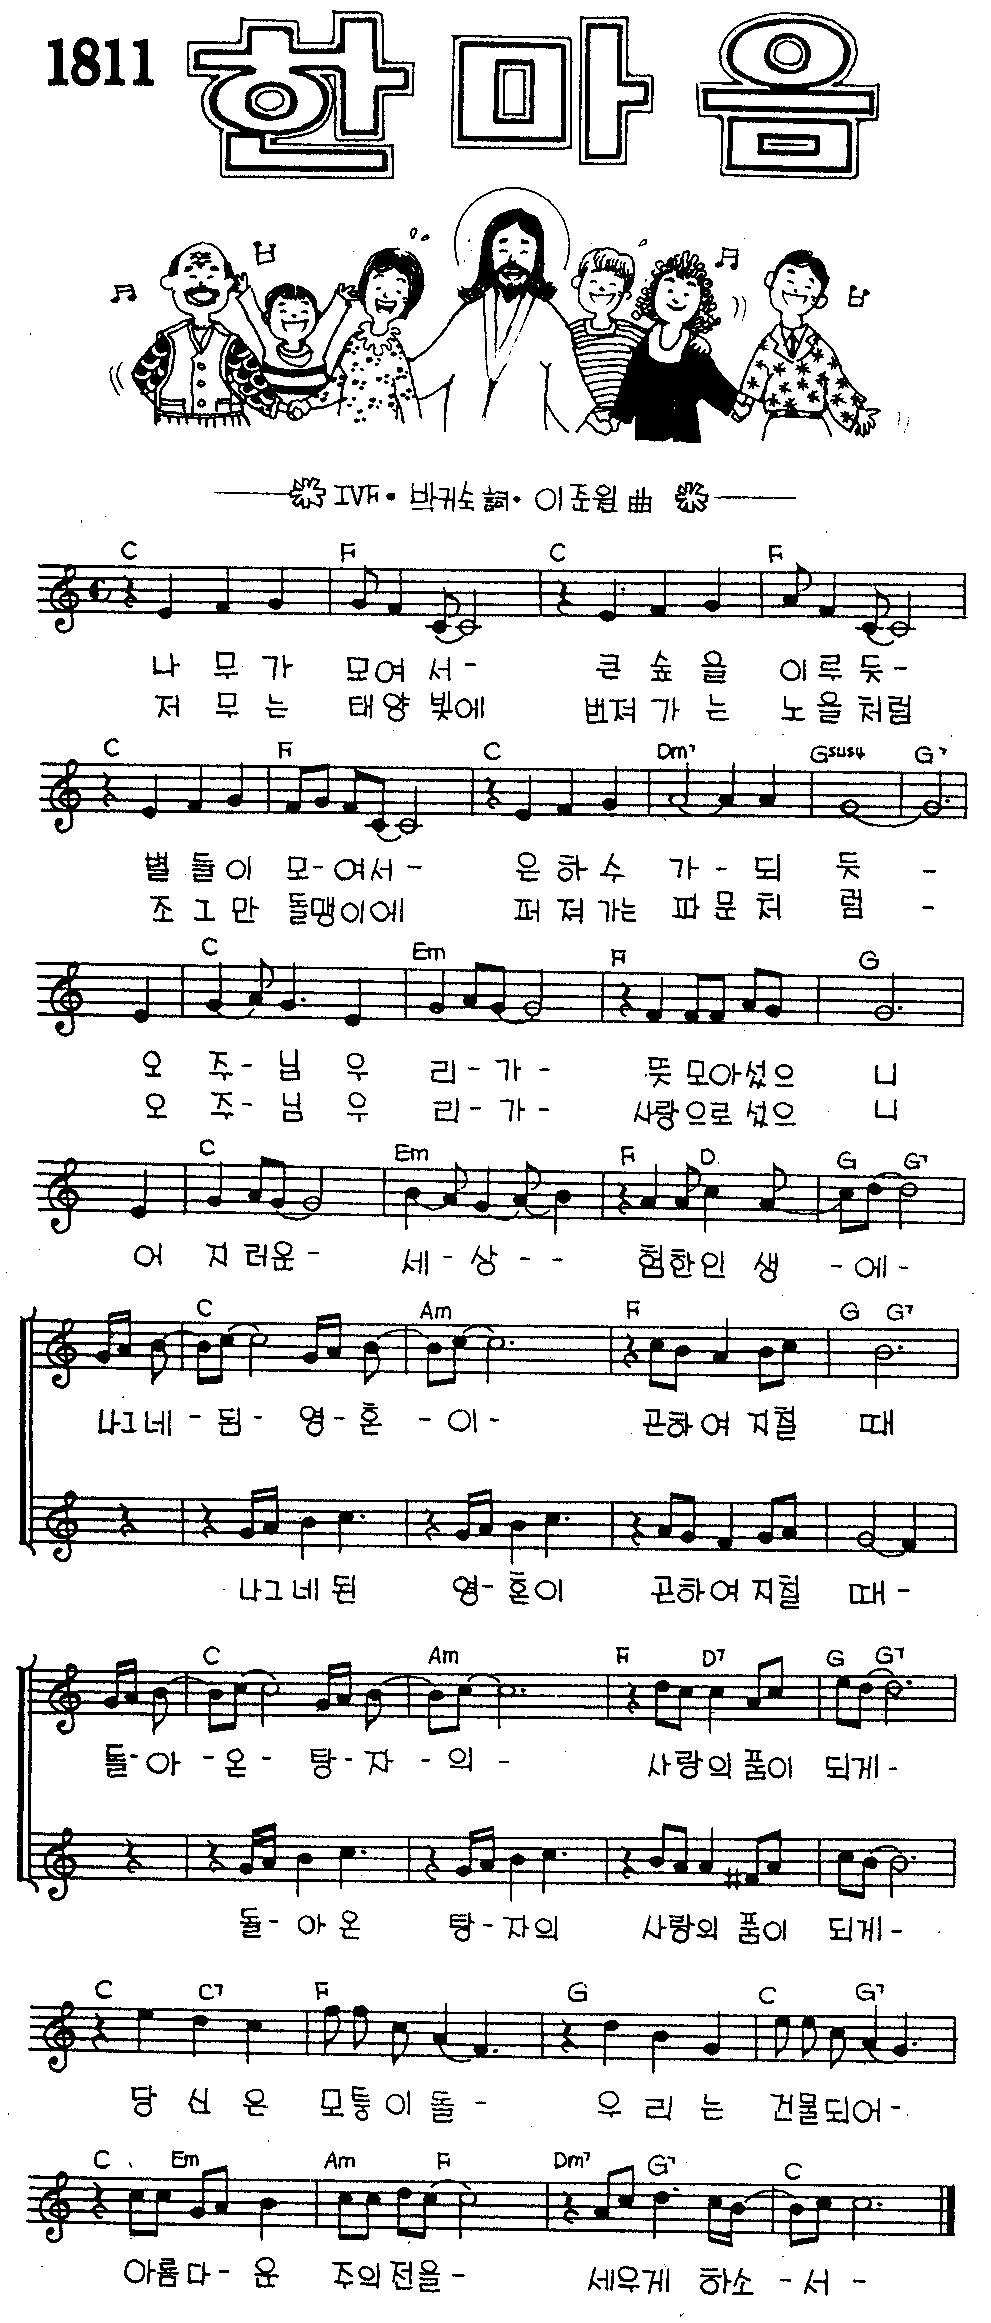 1811 한마음
IVF · 박귀소 詞 · 이준원 曲
C F C F
나 무 가 모여 서- 큰 숲 을 이루 듯-
저 무 는 태양 빛에 번져 가 는 노을처럼
C F C Dm7 Gsus4 G7
별 들이 모-여서- 은하수 가-되 듯 -
조그만 돌맹이에 퍼져가는 파문처 럼 -
C Em F G
오 주-님 우 리-가- 뜻모아섰으 니
오 주-님 우 리-가- 사랑으로섰으 니
C Em F D G G7
어 지러운- 세-상-- 험한인 생 -에-
C Am F G G7
나그네-된- 영-혼 -이- 곤하여지칠 때
나그네된 영-혼이 곤하여지칠 때-
C Am F D7 G G7
돌-아-온- 탕-자-의- 사랑의품이 되게-
돌-아온 탕-자의 사랑의품이 되게-
C C7 F G C G7
당 신 은 모퉁이돌- 우 리 는 건물되어-
C Em Am F Dm7 G7 C
아름다-운 주의전을- 세우게 하소-서-